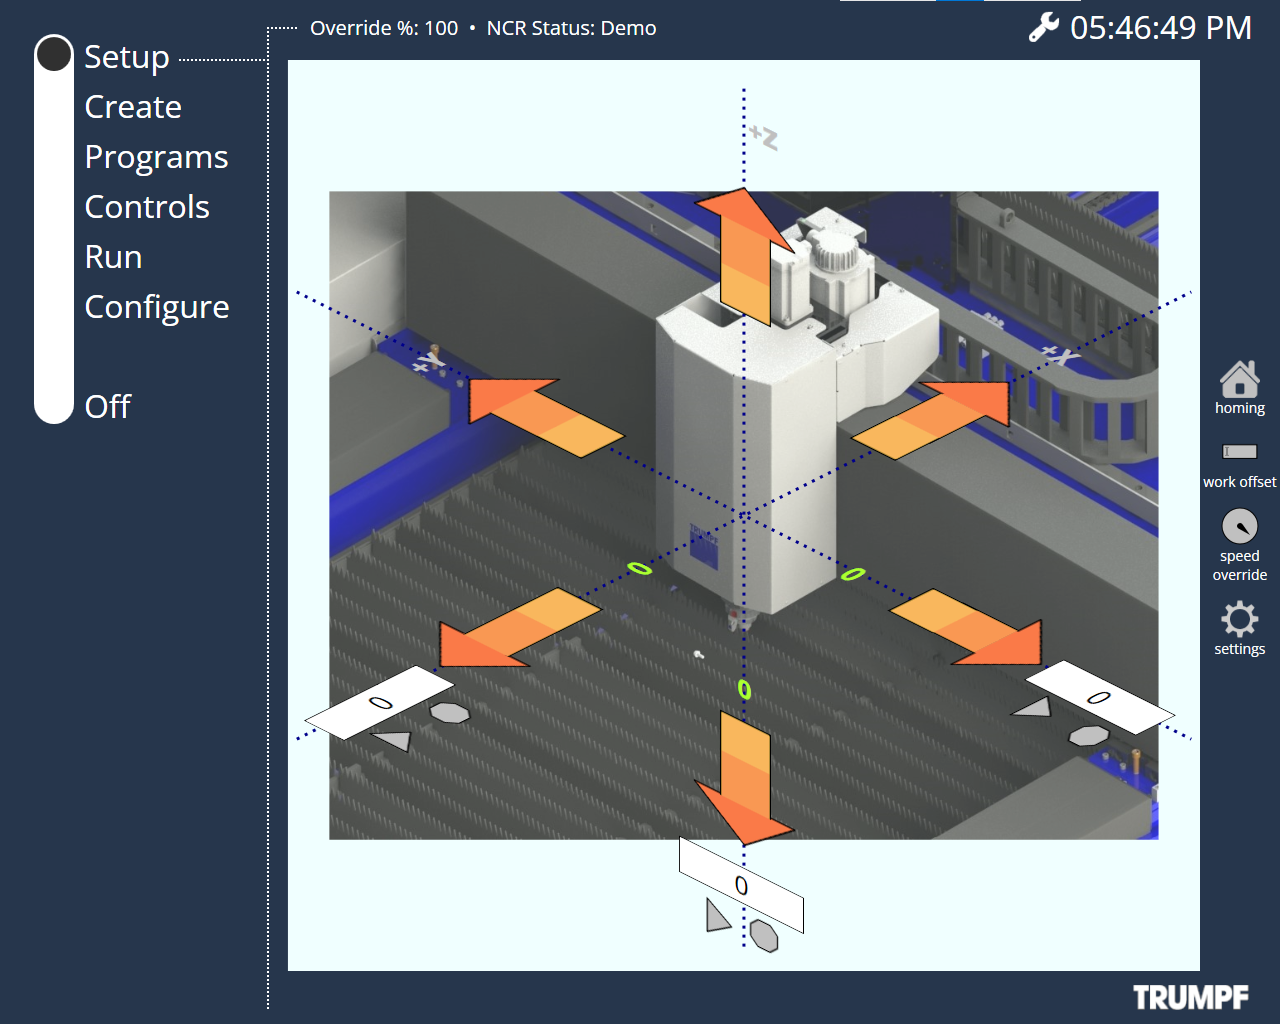 Override %: 100 • NCR Status: Demo
05:46:49 PM
Setup
Create
Programs
Controls
Run
Configure
Off
+Z
+Y
+X
TRUMPF
0
0
0
0
0
0
homing
work offset
speed
override
settings
TRUMPF